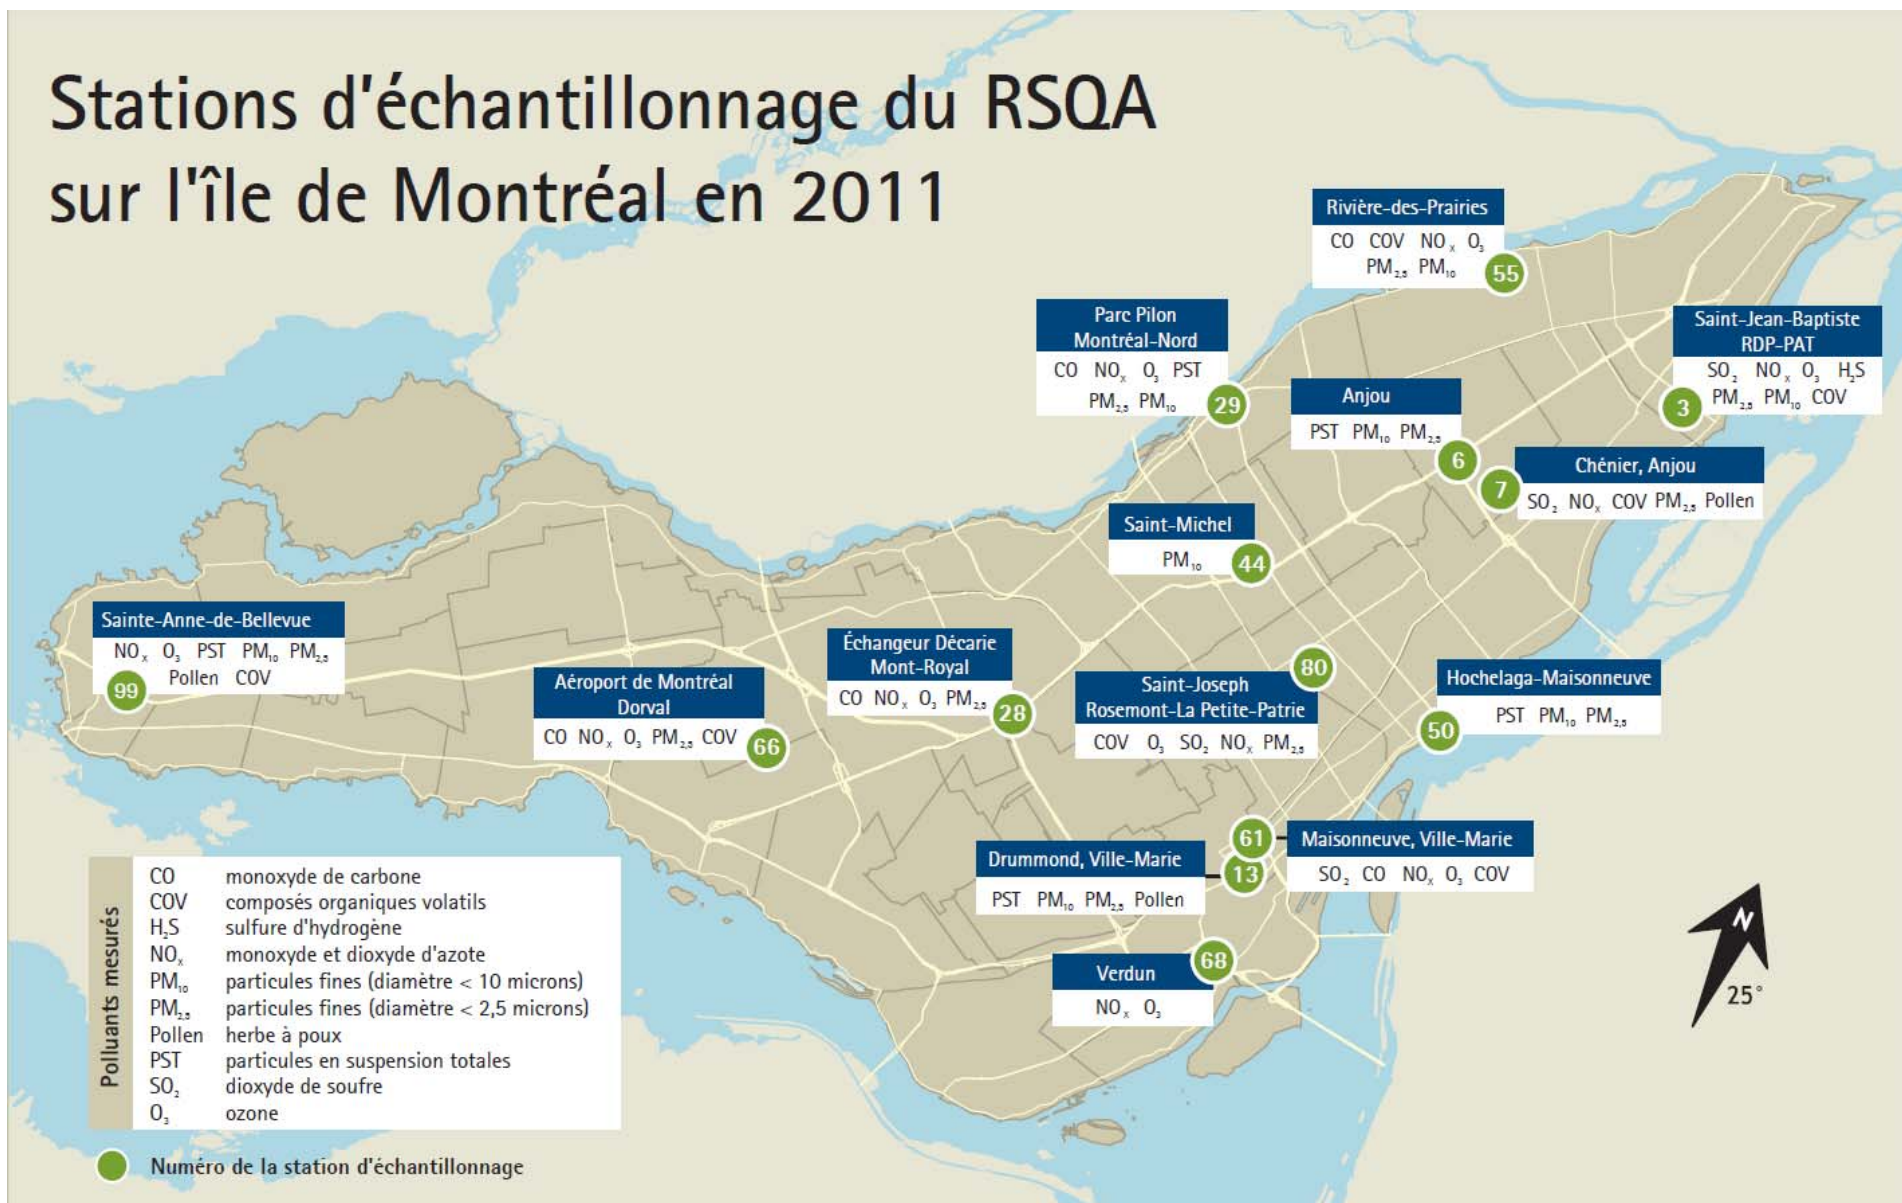 Stations d'échantillonnage du RSQA
sur l'île de Montréal en 2011
Rivière-des-Prairies
CO COV NOx O3
PM2,5 PM10
55
Parc Pilon
Montréal-Nord
CO NOx O3 PST
PM2,5 PM10
29
Saint-Jean-Baptiste
RDP-PAT
SO2 NOx O3 H2S
PM2,5 PM10 COV
3
Anjou
PST PM10 PM2,5
6
Chénier, Anjou
SO2 NOx COV PM2,5 Pollen
7
Saint-Michel
PM10
44
Sainte-Anne-de-Bellevue
NOx O3 PST PM10 PM2,5
Pollen COV
99
Aéroport de Montréal
Dorval
CO NOx O3 PM2,5 COV
66
Échangeur Décarie
Mont-Royal
CO NOx O3 PM2,5
28
Saint-Joseph
Rosemont-La Petite-Patrie
COV O3 SO2 NOx PM2,5
80
Hochelaga-Maisonneuve
PST PM10 PM2,5
50
Maisonneuve, Ville-Marie
SO2 CO NOx O3 COV
61
Drummond, Ville-Marie
PST PM10 PM2,5 Pollen
13
Verdun
NOx O3
68
Polluants mesurés
CO monoxyde de carbone
COV composés organiques volatils
H2S sulfure d'hydrogène
NOx monoxyde et dioxyde d'azote
PM10 particules fines (diamètre < 10 microns)
PM2,5 particules fines (diamètre < 2,5 microns)
Pollen herbe à poux
PST particules en suspension totales
SO2 dioxyde de soufre
O3 ozone
Numéro de la station d'échantillonnage
N
25°